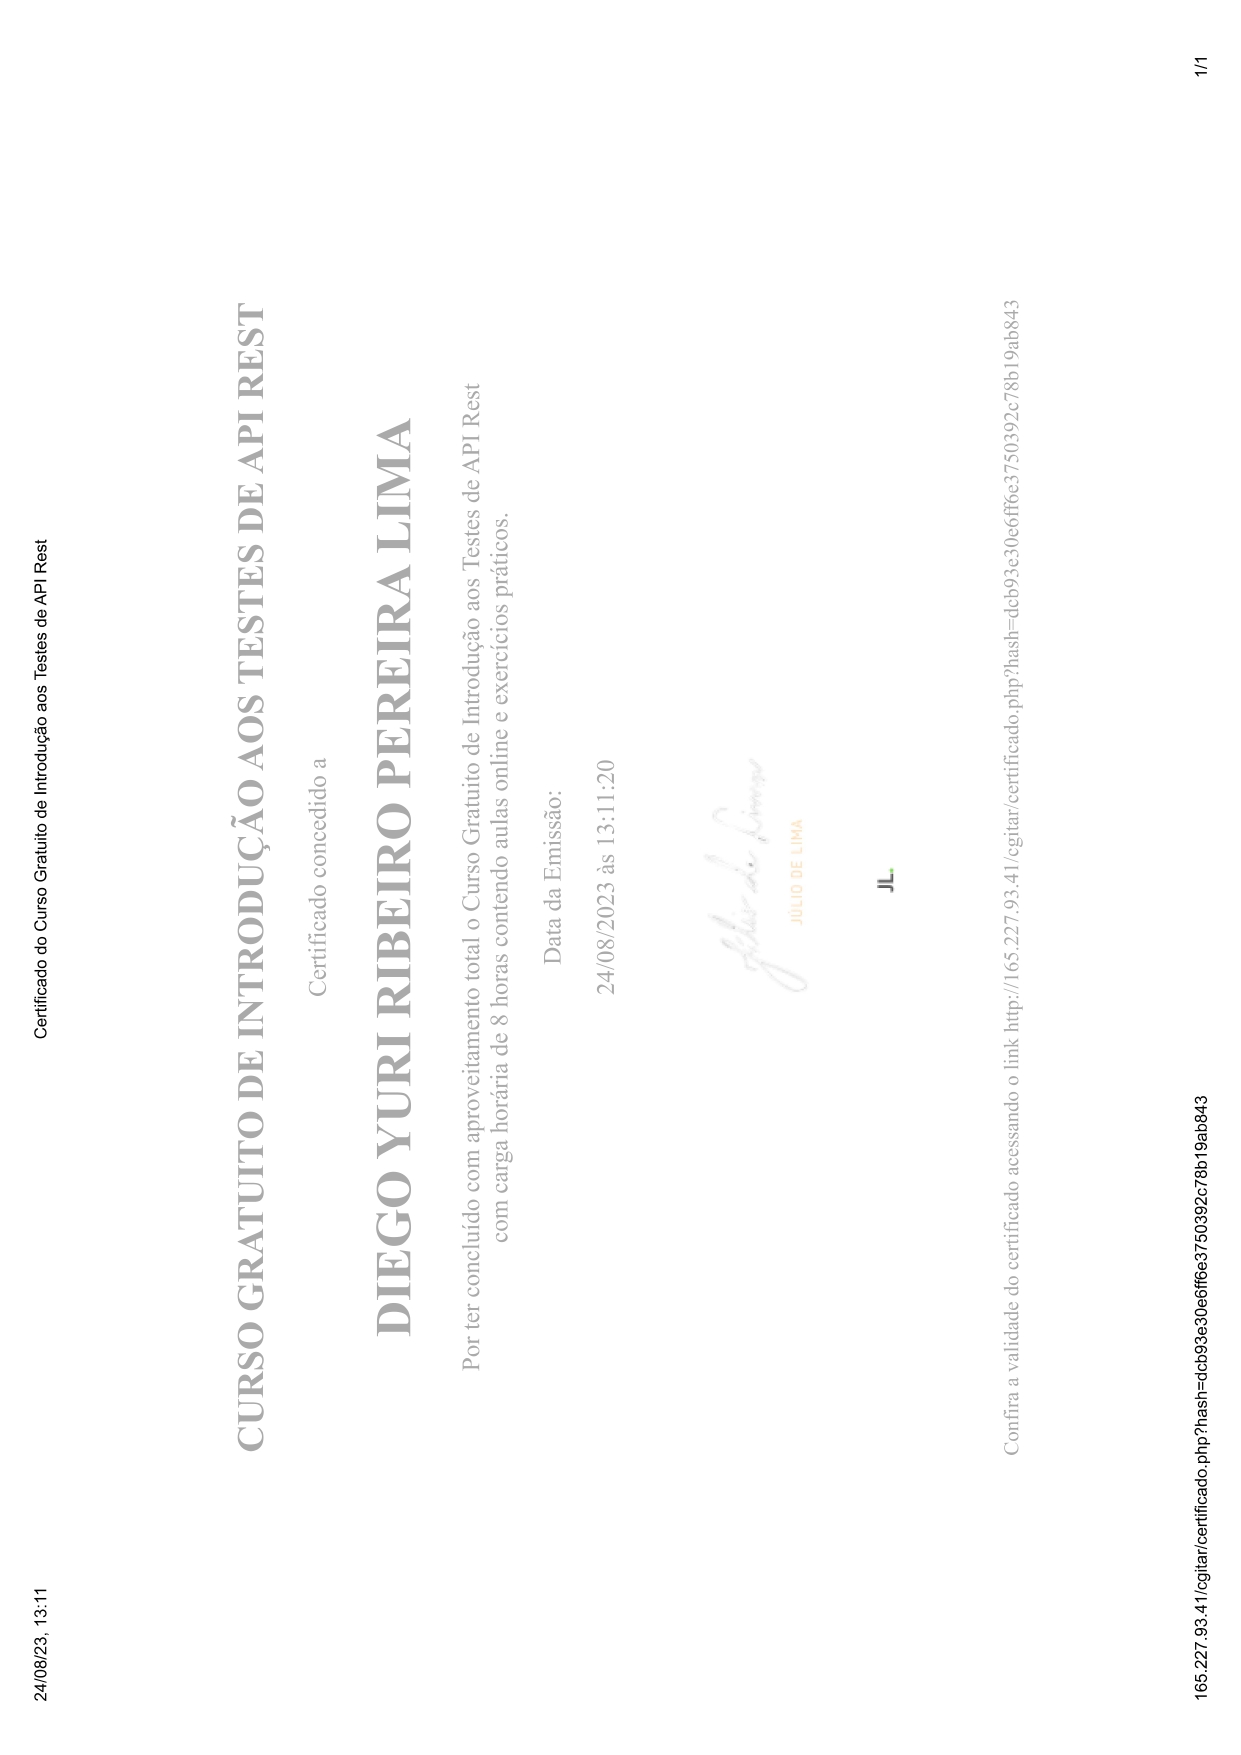 24/08/23, 13:11
Certificado do Curso Gratuito de Introdução aos Testes de API Rest
CURSO GRATUITO DE INTRODUÇÃO AOS TESTES DE API REST
Certificado concedido a
DIEGO YURI RIBEIRO PEREIRA LIMA
Por ter concluído com aproveitamento total o Curso Gratuito de Introdução aos Testes de API Rest
com carga horária de 8 horas contendo aulas online e exercícios práticos.
Data da Emissão:
24/08/2023 às 13:11:20
Júlio de Lima
JÚLIO DE LIMA
JL.
Confira a validade do certificado acessando o link http://165.227.93.41/cgitar/certificado.php?hash=dcb93e30e6ff6e3750392c78b19ab843
165.227.93.41/cgitar/certificado.php?hash=dcb93e30e6ff6e3750392c78b19ab843
1/1